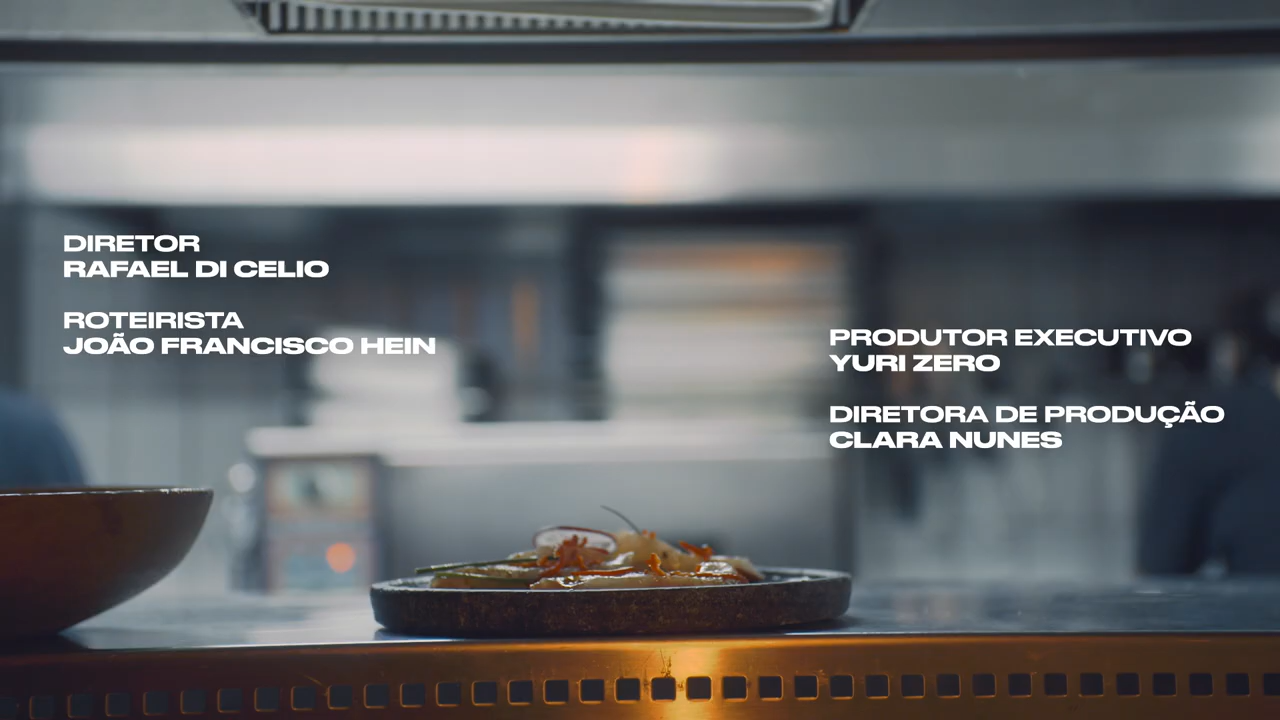 DIRETOR
RAFAEL DI CELIO
ROTEIRISTA
JOÃO FRANCISCO HEIN
PRODUTOR EXECUTIVO
YURI ZERO
DIRETORA DE PRODUÇÃO
CLARA NUNES